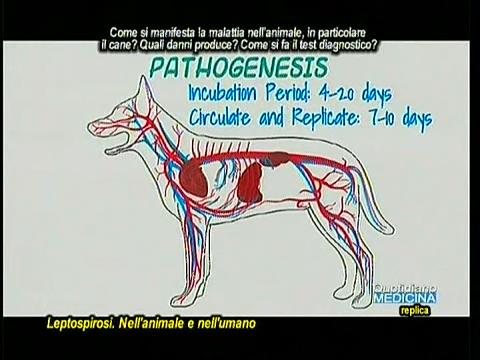 Come si manifesta la malattia nell'animale, in particolare
il cane? Quali danni produce? Come si fa il test diagnostico?
PATHOGENESIS
Incubation Period: 4-20 days
Circulate and Replicate: 7-10 days
Quotidiano
MEDICINA
replica
Leptospirosi. Nell'animale e nell'umano